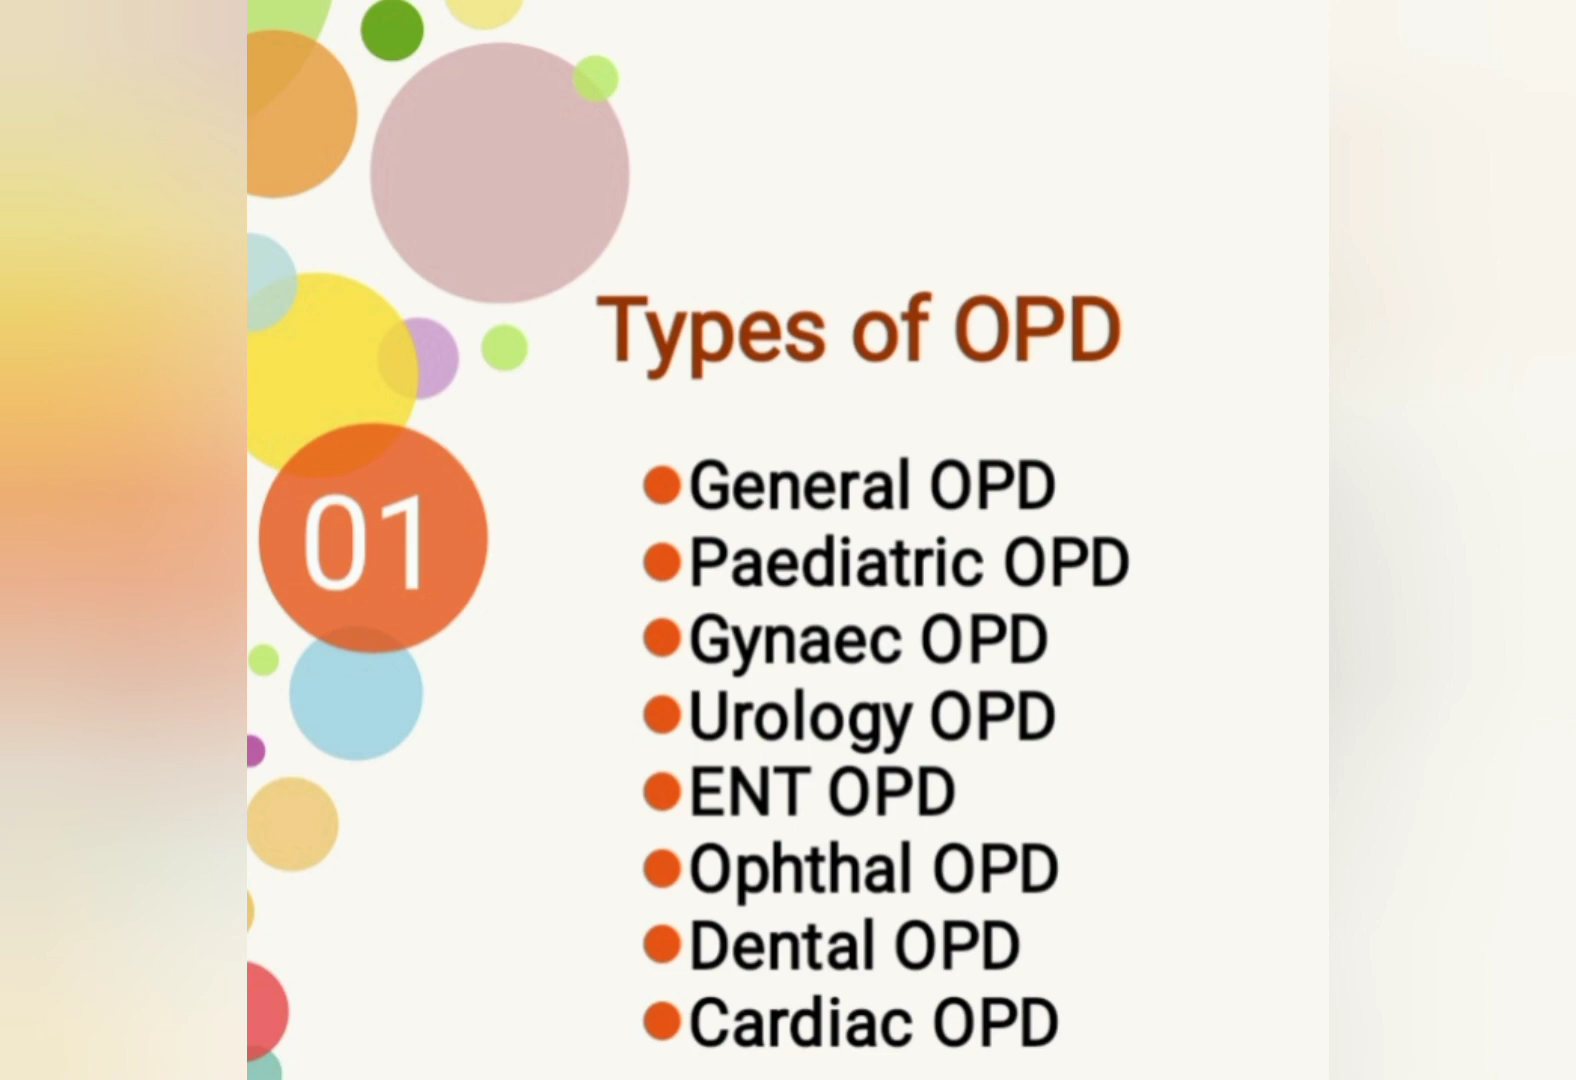 Types of OPD
01
General OPD
Paediatric OPD
Gynaec OPD
Urology OPD
ENT OPD
Ophthal OPD
Dental OPD
Cardiac OPD